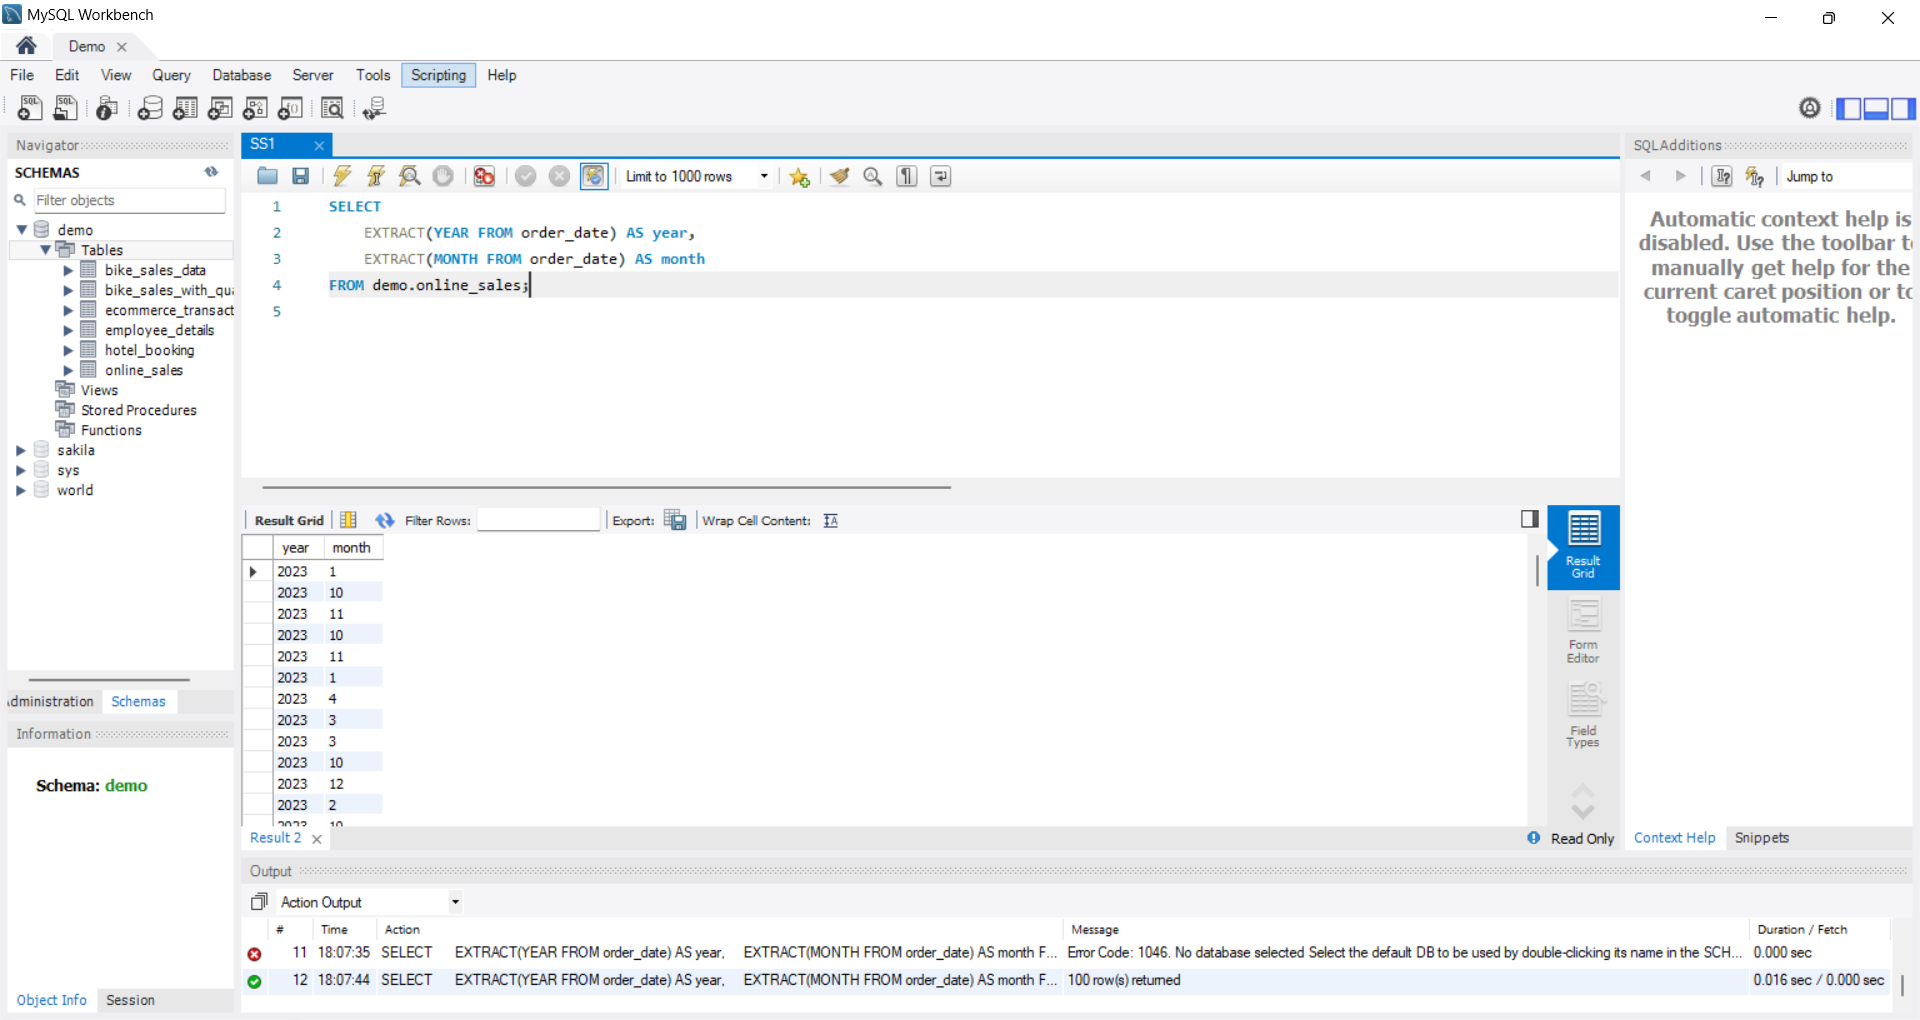 MySQL Workbench
Demo
File Edit View Query Database Server Tools Scripting Help
Navigator
SCHEMAS
Filter objects
demo
Tables
bike_sales_data
bike_sales_with_qu
ecommerce_transact
employee_details
hotel_booking
online_sales
Views
Stored Procedures
Functions
sakila
sys
world
dministration Schemas
Information
Schema: demo
Object Info Session
SS1
Limit to 1000 rows
1 SELECT
2 EXTRACT(YEAR FROM order_date) AS year,
3 EXTRACT(MONTH FROM order_date) AS month
4 FROM demo.online_sales;
5
Result Grid Filter Rows: Export: Wrap Cell Content:
year month
2023 1
2023 10
2023 11
2023 10
2023 11
2023 1
2023 4
2023 3
2023 3
2023 10
2023 12
2023 2
2023 10
Result Grid
Form Editor
Field Types
Result 2
Read Only
SQLAdditions
Jump to
Automatic context help is
disabled. Use the toolbar t
manually get help for the
current caret position or to
toggle automatic help.
Context Help Snippets
Output
Action Output
# Time Action Message Duration / Fetch
11 18:07:35 SELECT EXTRACT(YEAR FROM order_date) AS year, EXTRACT(MONTH FROM order_date) AS month F... Error Code: 1046. No database selected Select the default DB to be used by double-clicking its name in the SCH... 0.000 sec
12 18:07:44 SELECT EXTRACT(YEAR FROM order_date) AS year, EXTRACT(MONTH FROM order_date) AS month F... 100 row(s) returned 0.016 sec / 0.000 sec